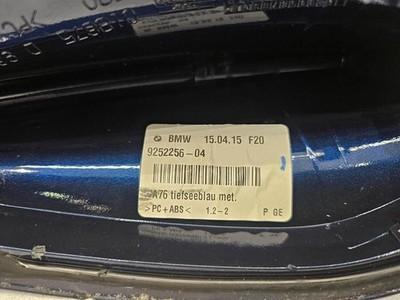 BMW 15.04.15 F20
9252256-04
A76 tiefseeblau met.
>PC+ABS< 1.2-2 P GE